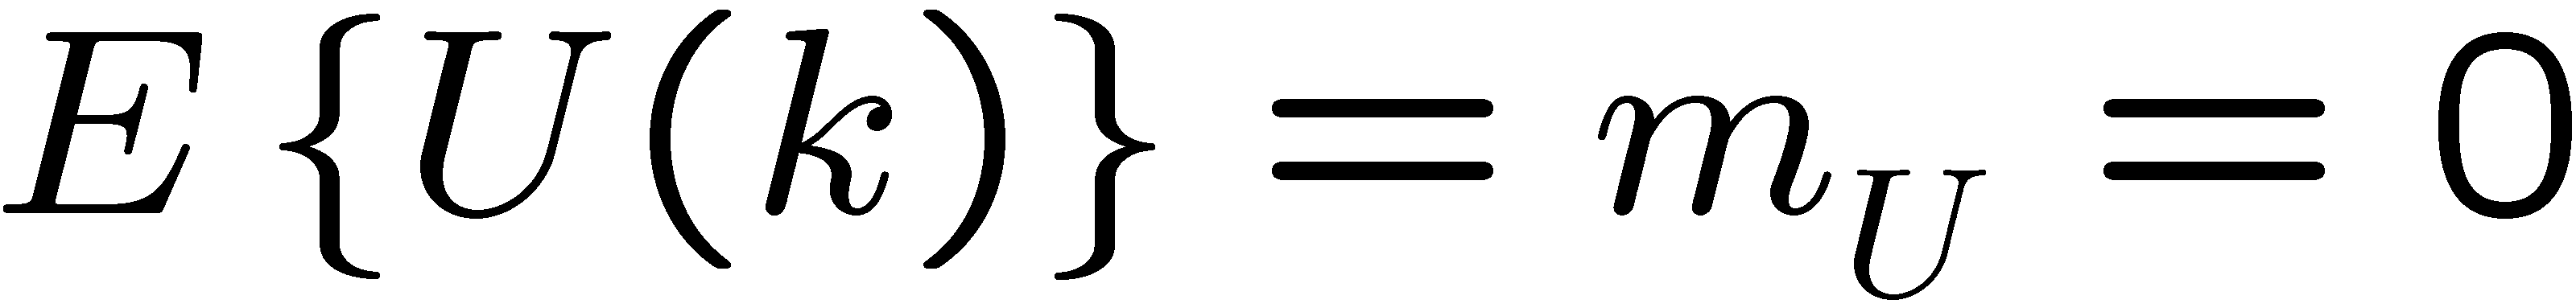 E{U(k)} = m_U = 0